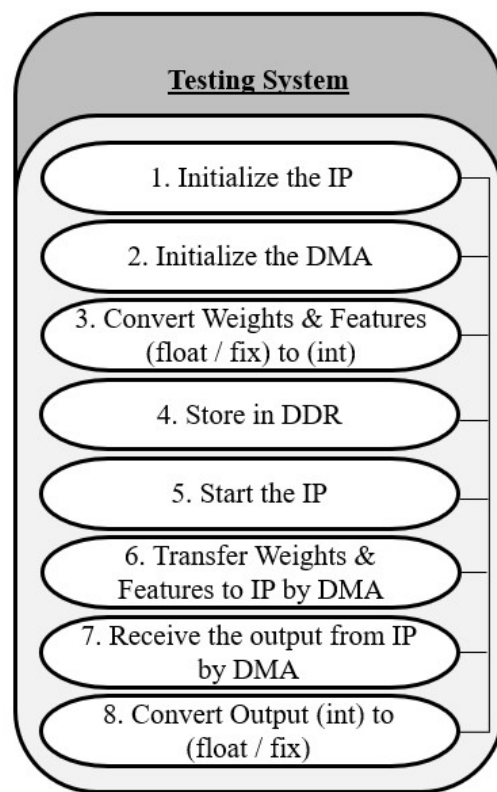 Testing System
1. Initialize the IP
2. Initialize the DMA
3. Convert Weights & Features
(float / fix) to (int)
4. Store in DDR
5. Start the IP
6. Transfer Weights &
Features to IP by DMA
7. Receive the output from IP
by DMA
8. Convert Output (int) to
(float / fix)